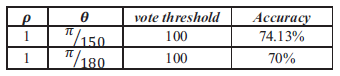 ρ θ vote threshold Accuracy
1 π/150 100 74.13%
1 π/180 100 70%